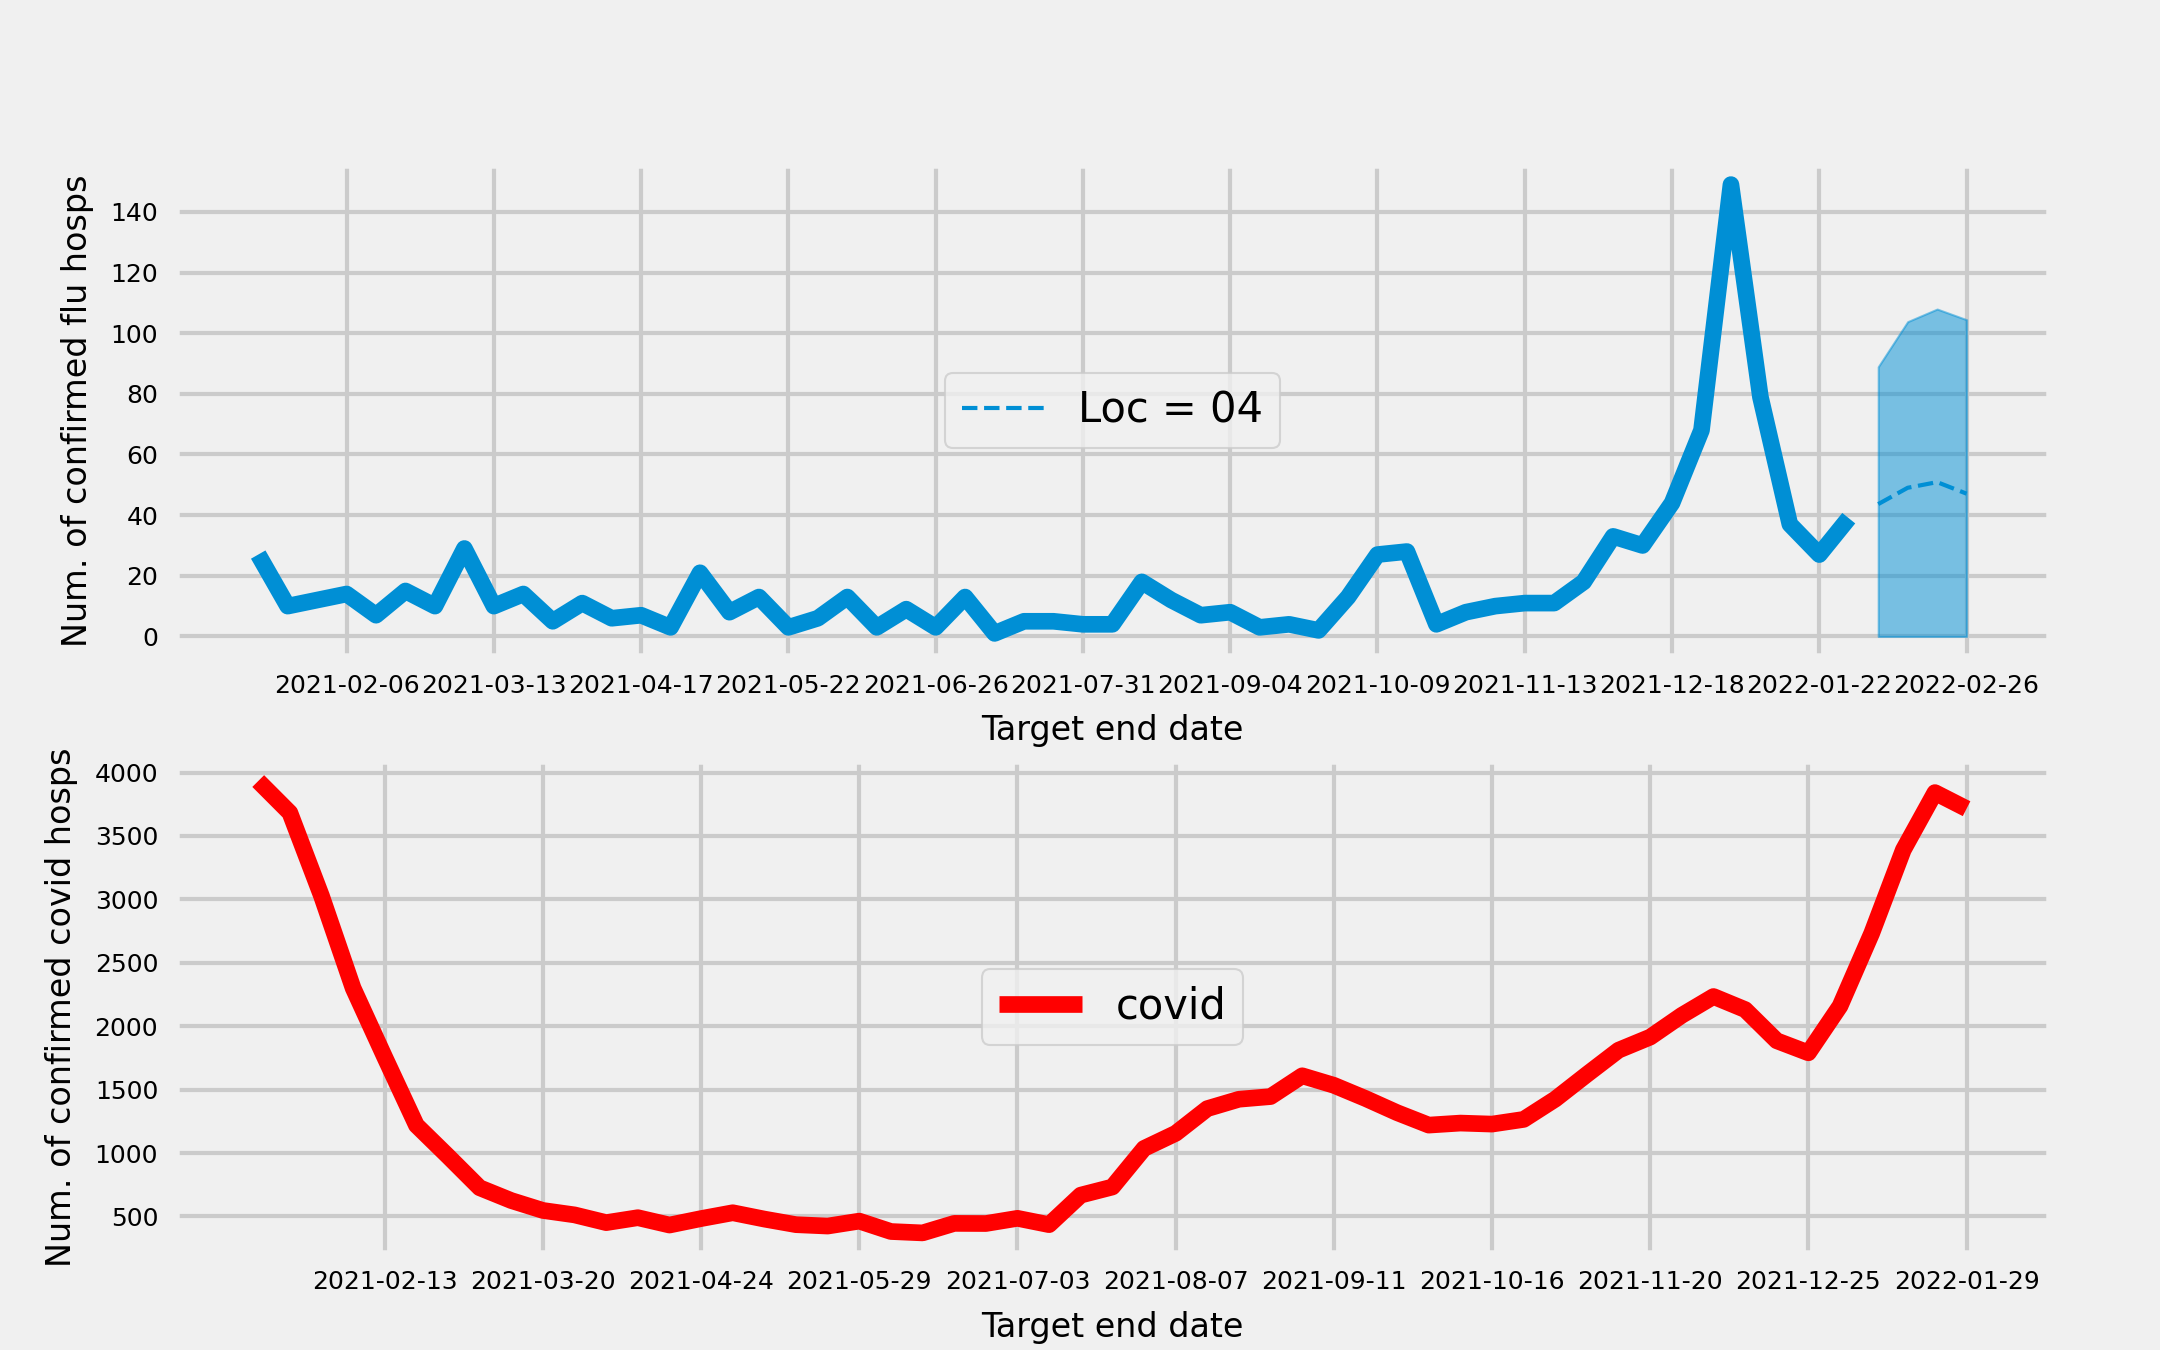 Num. of confirmed flu hosps
140
120
100
80
60
40
20
0
Loc = 04
2021-02-06 2021-03-13 2021-04-17 2021-05-22 2021-06-26 2021-07-31 2021-09-04 2021-10-09 2021-11-13 2021-12-18 2022-01-22 2022-02-26
Target end date
Num. of confirmed covid hosps
4000
3500
3000
2500
2000
1500
1000
500
covid
2021-02-13 2021-03-20 2021-04-24 2021-05-29 2021-07-03 2021-08-07 2021-09-11 2021-10-16 2021-11-20 2021-12-25 2022-01-29
Target end date